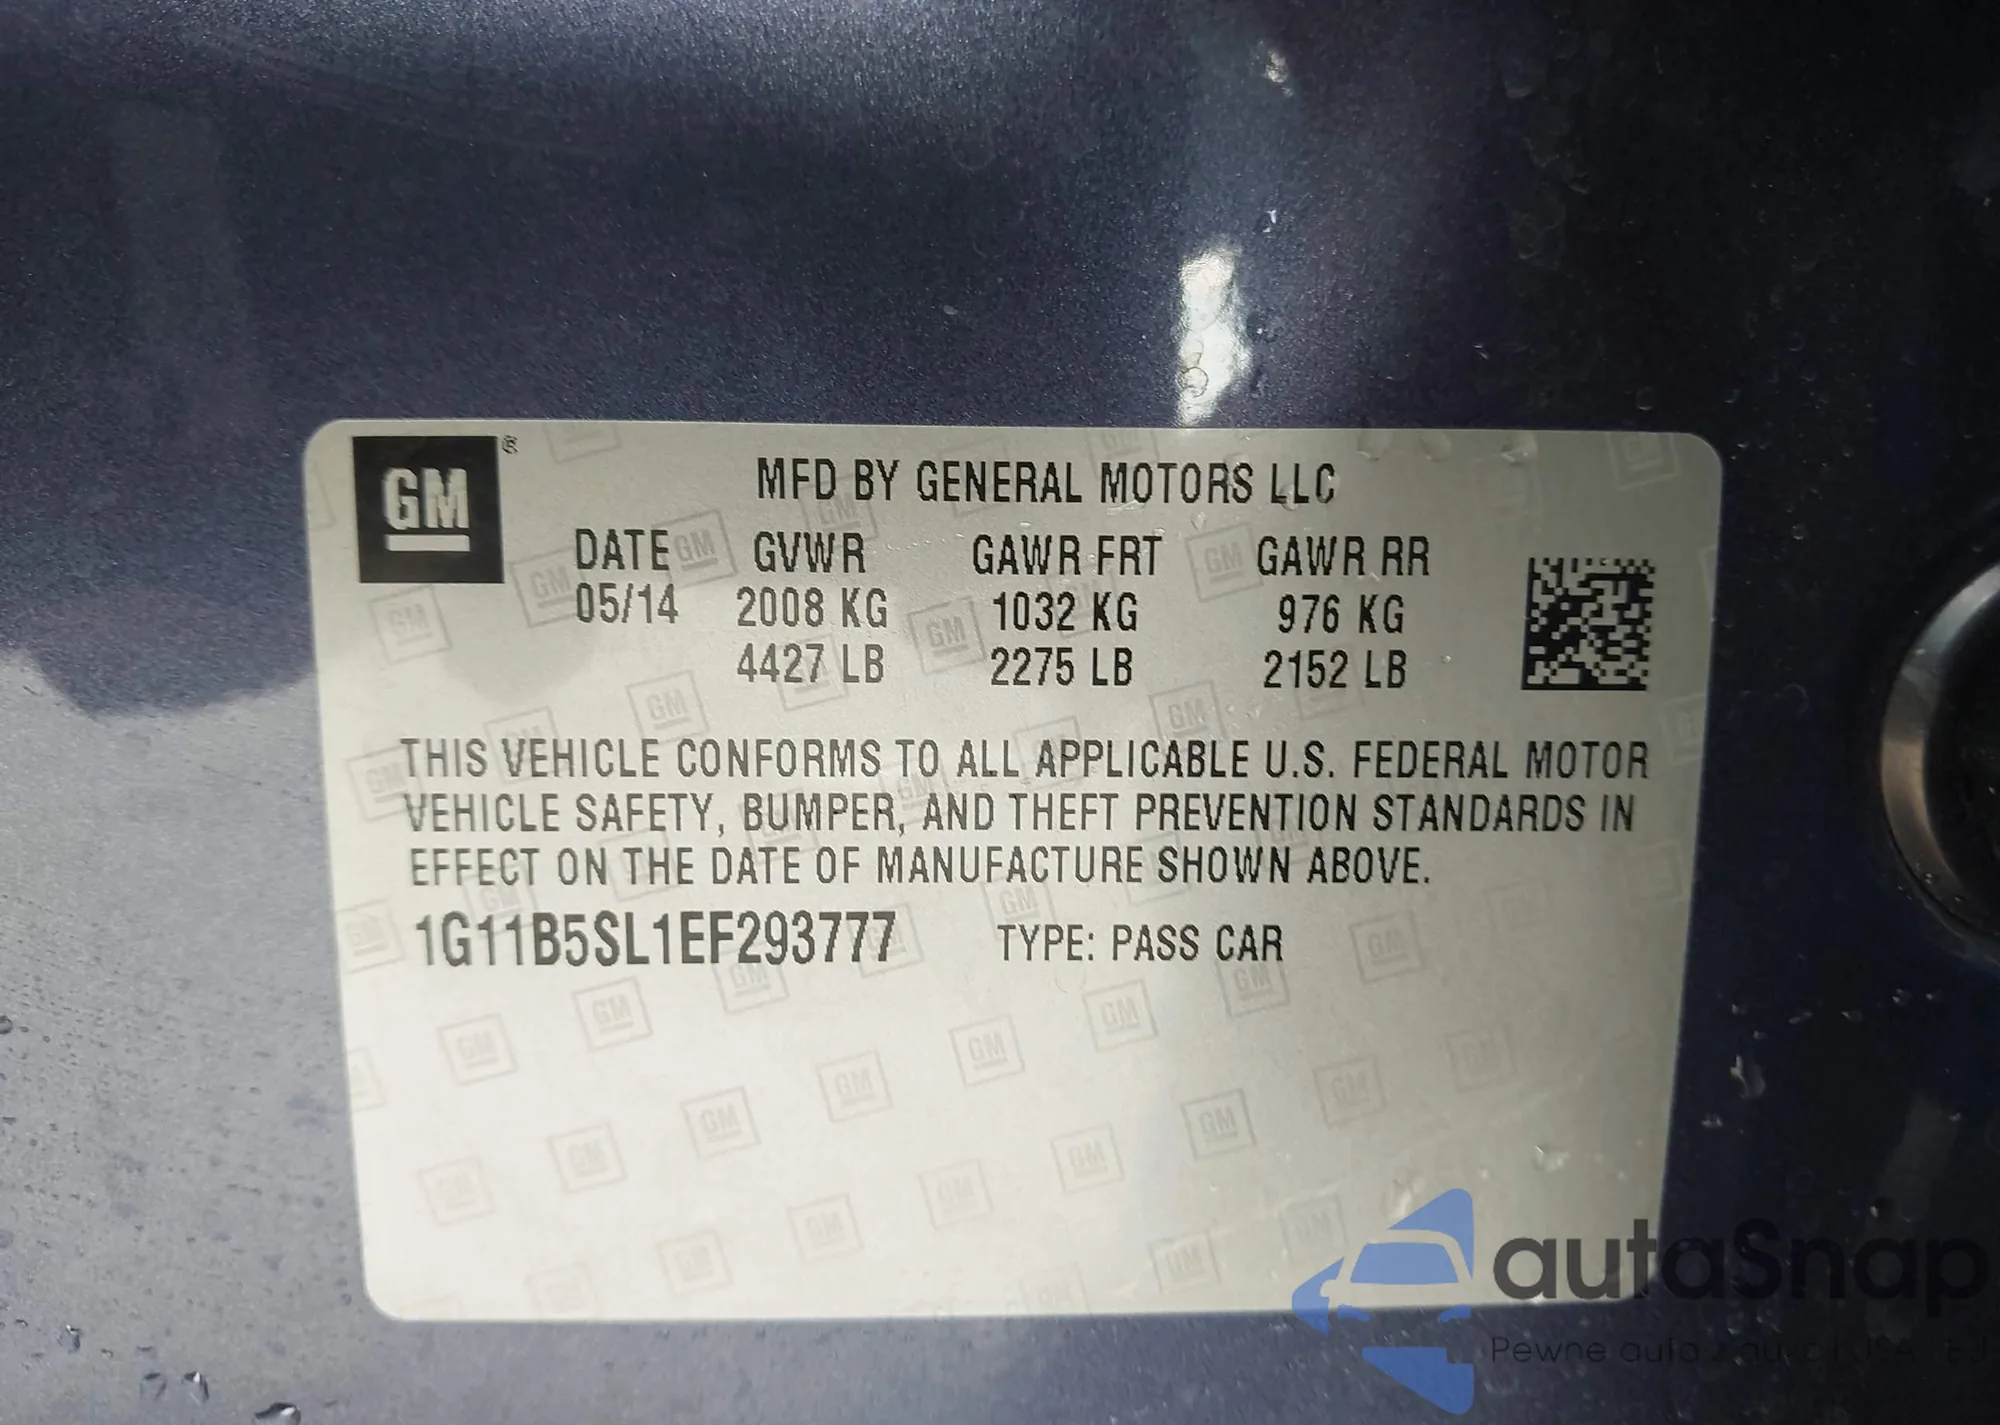 GM ®
MFD BY GENERAL MOTORS LLC
DATE GVWR GAWR FRT GAWR RR
05/14 2008 KG 1032 KG 976 KG
4427 LB 2275 LB 2152 LB
THIS VEHICLE CONFORMS TO ALL APPLICABLE U.S. FEDERAL MOTOR
VEHICLE SAFETY, BUMPER, AND THEFT PREVENTION STANDARDS IN
EFFECT ON THE DATE OF MANUFACTURE SHOWN ABOVE.
1G11B5SL1EF293777 TYPE: PASS CAR
autaSnap
Pewne auta z